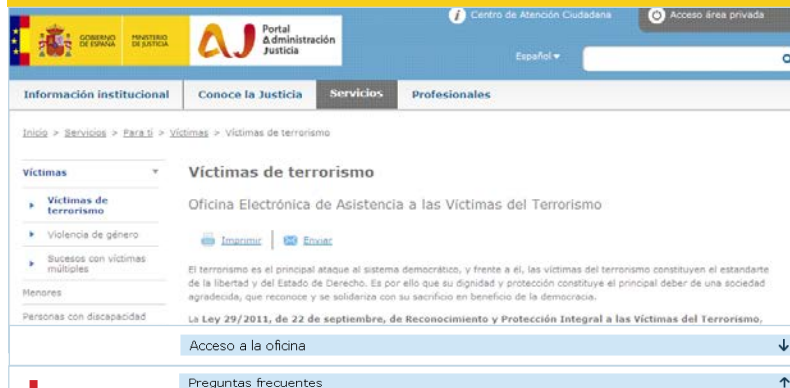 Centro de Atención Ciudadana
Acceso área privada
GOBIERNO DE ESPAÑA
MINISTERIO DE JUSTICIA
AJ
Portal
Administración
Justicia
Español
Información institucional Conoce la Justicia Servicios Profesionales
Inicio > Servicios > Para ti > Víctimas > Víctimas de terrorismo
Víctimas
Víctimas de
terrorismo
Violencia de género
Sucesos con víctimas
múltiples
Menores
Personas con discapacidad
Víctimas de terrorismo
Oficina Electrónica de Asistencia a las Víctimas Del Terrorismo
Imprimir Enviar
El terrorismo es el principal ataque al sistema democrático, y frente a él, las víctimas del terrorismo constituyen el estandarte
de la libertad y del Estado de Derecho. Es por ello que su dignidad y protección constituye el principal deber de una sociedad
agradecida, que reconoce y se solidariza con su sacrificio en beneficio de la democracia.
La Ley 29/2011, de 22 de septiembre, de Reconocimiento y Protección Integral a las Víctimas del Terrorismo,
Acceso a la oficina
Preguntas frecuentes